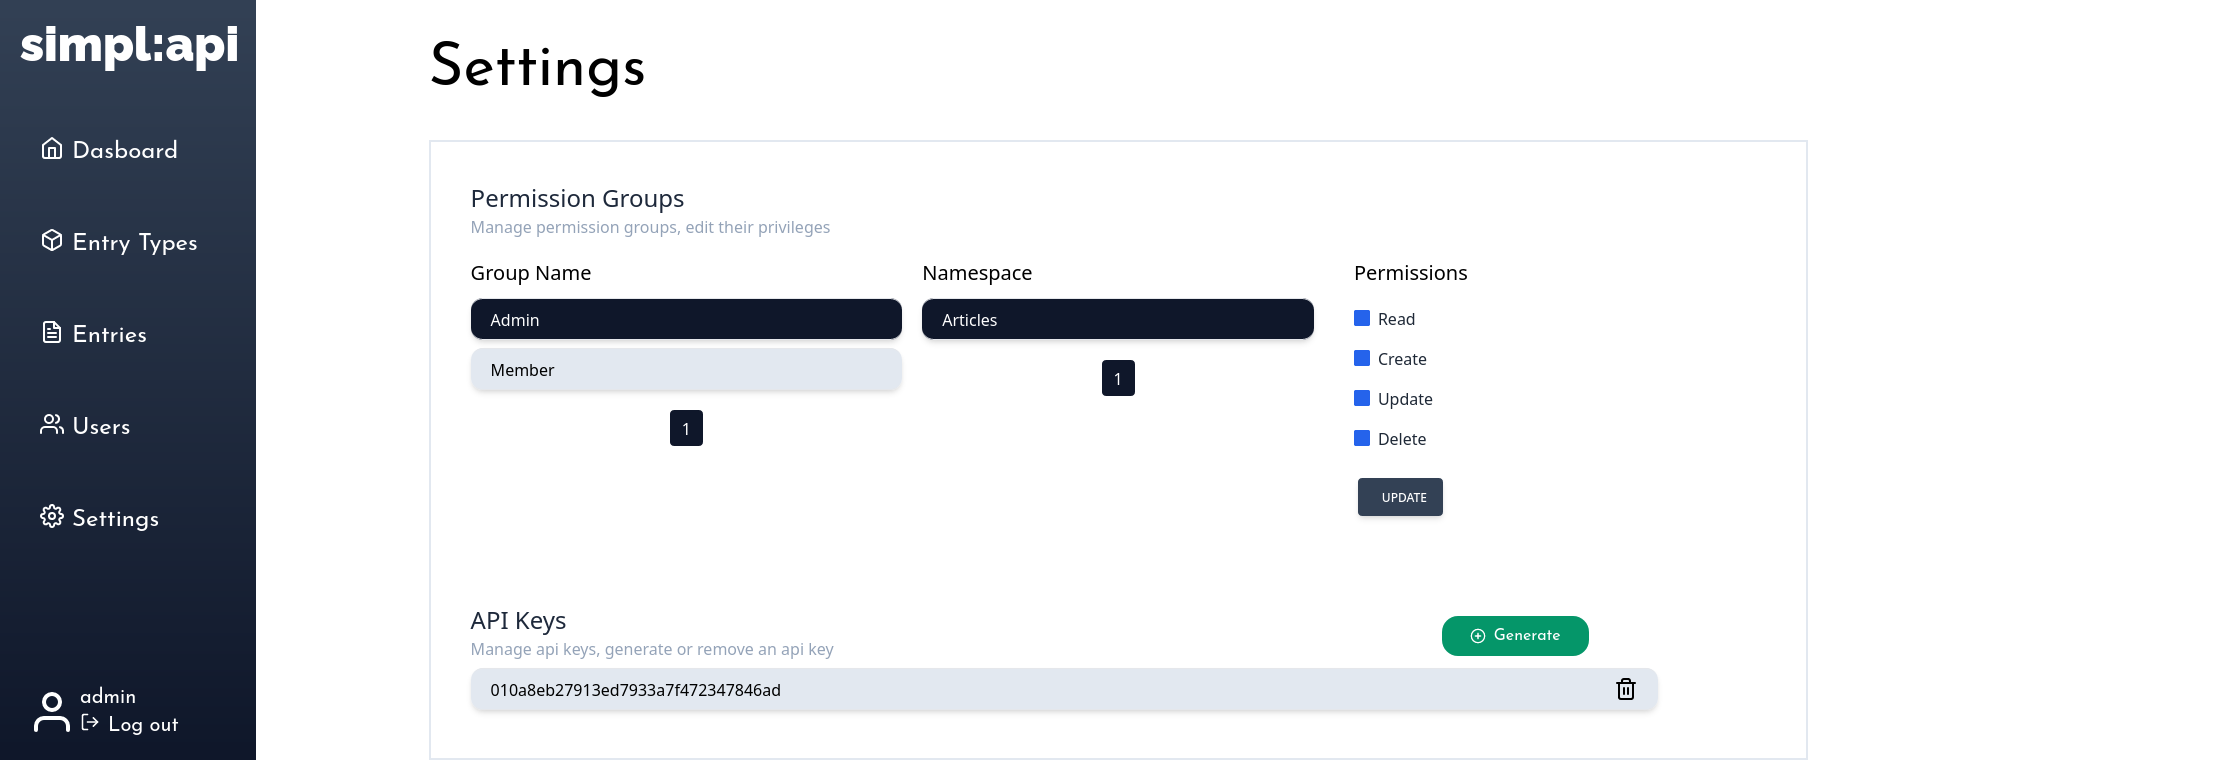 simpl:api
Dasboard
Entry Types
Entries
Users
Settings
admin
Log out
Settings
Permission Groups
Manage permission groups, edit their privileges
Group Name
Admin
Member
1
Namespace
Articles
1
Permissions
Read
Create
Update
Delete
UPDATE
API Keys
Manage api keys, generate or remove an api key
Generate
010a8eb27913ed7933a7f472347846ad